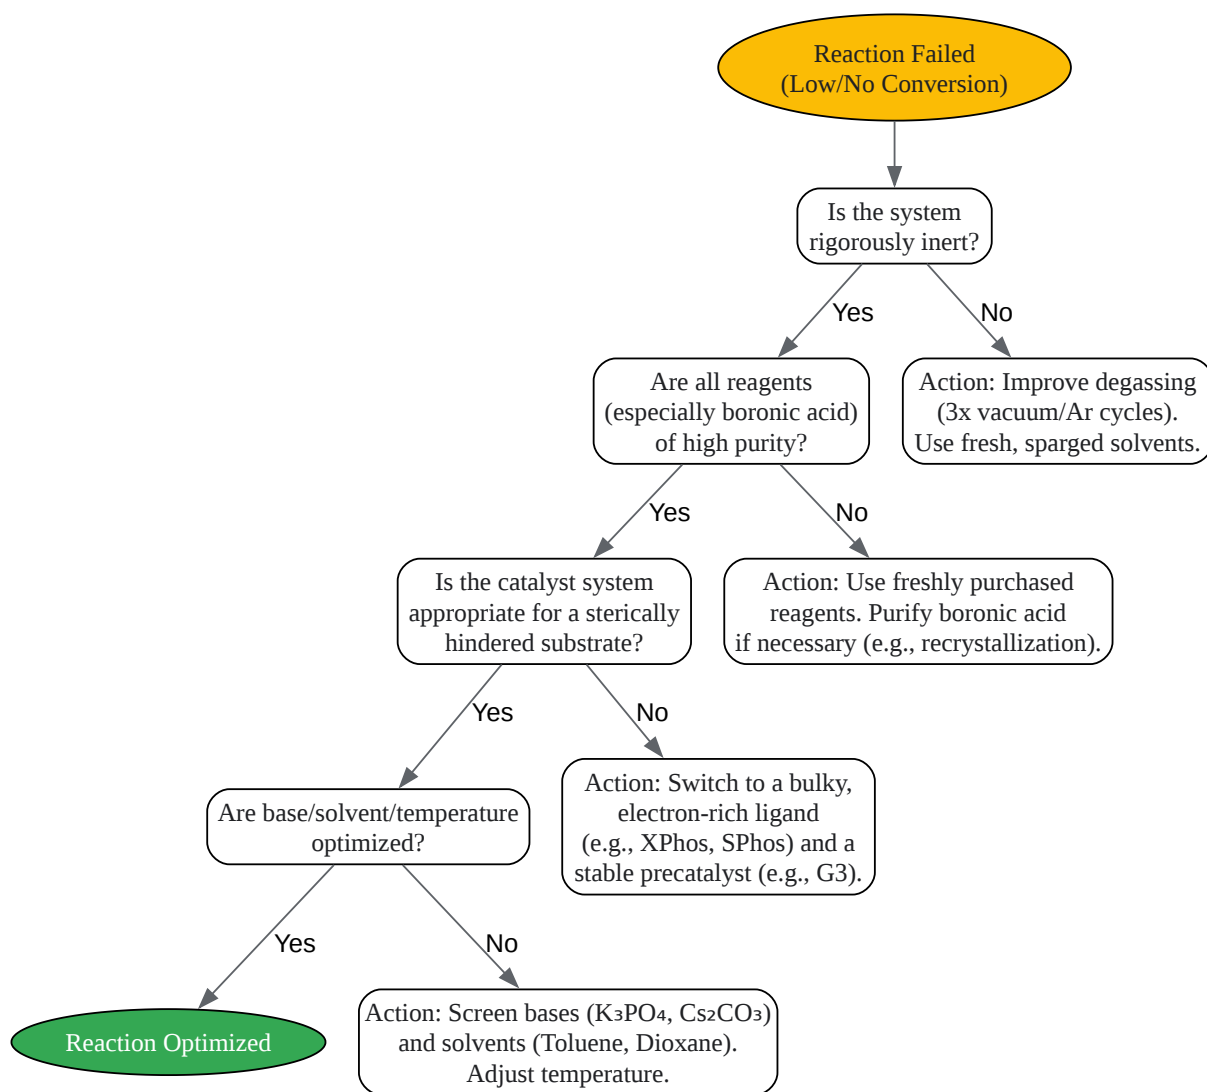 Reaction Failed
(Low/No Conversion)
Is the system
rigorously inert?
Yes
No
Are all reagents
(especially boronic acid)
of high purity?
Action: Improve degassing
(3x vacuum/Ar cycles).
Use fresh, sparged solvents.
Yes
No
Is the catalyst system
appropriate for a sterically
hindered substrate?
Action: Use freshly purchased
reagents. Purify boronic acid
if necessary (e.g., recrystallization).
Yes
No
Are base/solvent/temperature
optimized?
Action: Switch to a bulky,
electron-rich ligand
(e.g., XPhos, SPhos) and a
stable precatalyst (e.g., G3).
Yes
No
Reaction Optimized
Action: Screen bases (K₃PO₄, Cs₂CO₃)
and solvents (Toluene, Dioxane).
Adjust temperature.